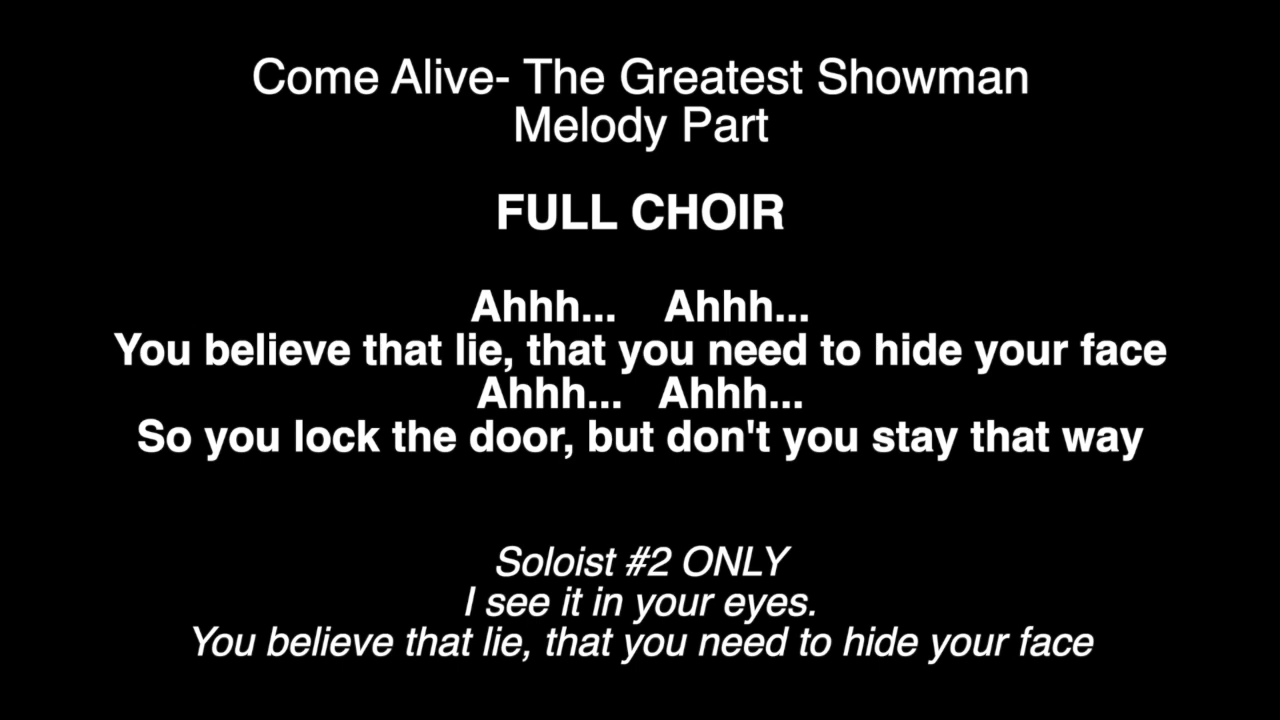 Come Alive- The Greatest Showman
Melody Part
FULL CHOIR
Ahhh... Ahhh...
You believe that lie, that you need to hide your face
Ahhh... Ahhh...
So you lock the door, but don't you stay that way
Soloist #2 ONLY
I see it in your eyes.
You believe that lie, that you need to hide your face